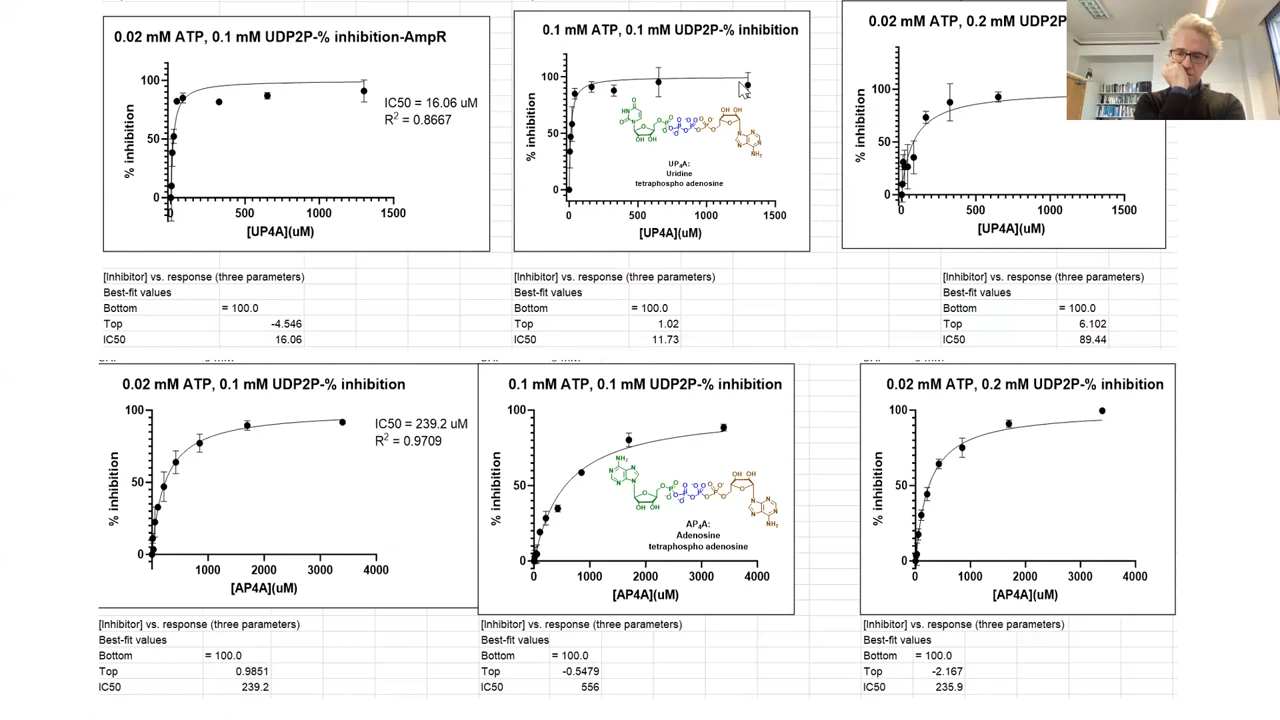 0.02 mM ATP, 0.1 mM UDP2P-% inhibition-AmpR
% inhibition
100
50
0
0
500
1000
1500
[UP4A](uM)
IC50 = 16.06 uM
R2 = 0.8667
0.1 mM ATP, 0.1 mM UDP2P-% inhibition
% inhibition
100
50
0
0
500
1000
1500
[UP4A](uM)
UP4A:
Uridine
tetraphospho adenosine
0.02 mM ATP, 0.2 mM UDP2P
% inhibition
100
50
0
0
500
1000
1500
[UP4A](uM)
[Inhibitor] vs. response (three parameters)
Best-fit values
Bottom = 100.0
Top -4.546
IC50 16.06
[Inhibitor] vs. response (three parameters)
Best-fit values
Bottom = 100.0
Top 1.02
IC50 11.73
[Inhibitor] vs. response (three parameters)
Best-fit values
Bottom = 100.0
Top 6.102
IC50 89.44
0.02 mM ATP, 0.1 mM UDP2P-% inhibition
% inhibition
100
50
0
0
1000
2000
3000
4000
[AP4A](uM)
IC50 = 239.2 uM
R2 = 0.9709
0.1 mM ATP, 0.1 mM UDP2P-% inhibition
% inhibition
100
50
0
0
1000
2000
3000
4000
[AP4A](uM)
AP4A:
Adenosine
tetraphospho adenosine
0.02 mM ATP, 0.2 mM UDP2P-% inhibition
% inhibition
100
50
0
0
1000
2000
3000
4000
[AP4A](uM)
[Inhibitor] vs. response (three parameters)
Best-fit values
Bottom = 100.0
Top 0.9851
IC50 239.2
[Inhibitor] vs. response (three parameters)
Best-fit values
Bottom = 100.0
Top -0.5479
IC50 556
[Inhibitor] vs. response (three parameters)
Best-fit values
Bottom = 100.0
Top -2.167
IC50 235.9